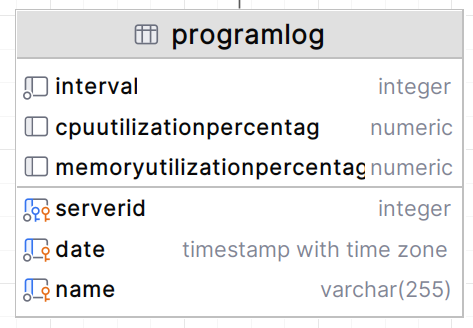 programlog
interval integer
cpuutilizationpercentag numeric
memoryutilizationpercentag numeric
serverid integer
date timestamp with time zone
name varchar(255)